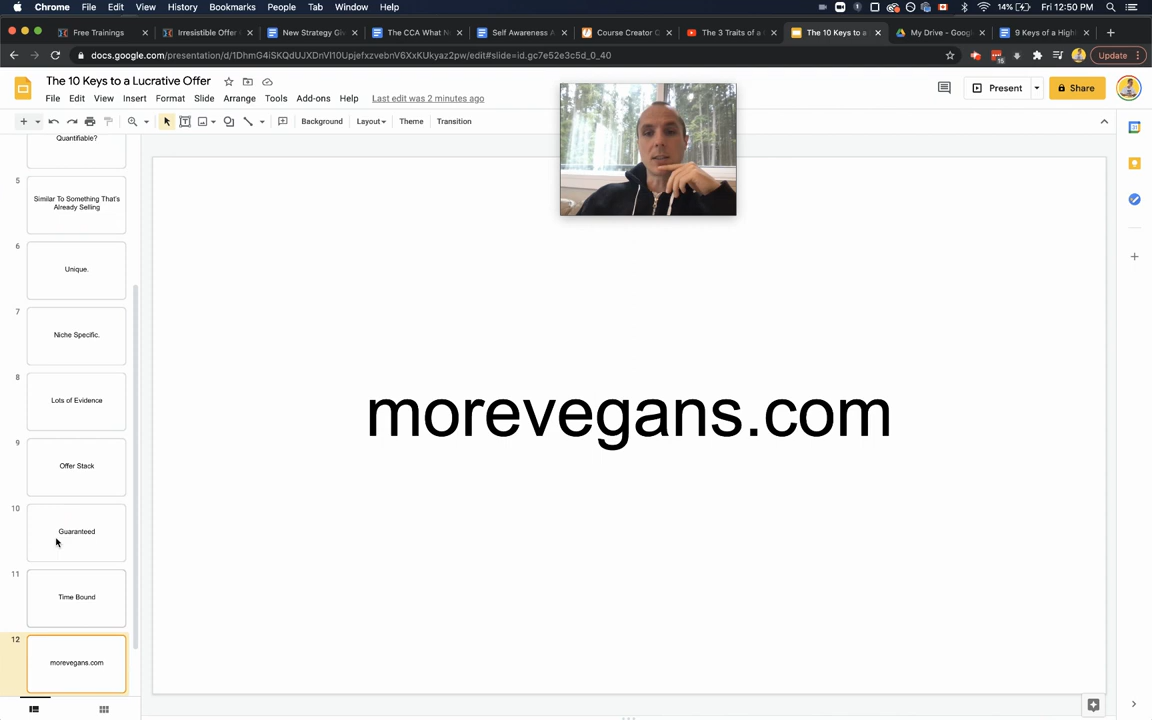 Chrome File Edit View History Bookmarks People Tab Window Help 14% Fri 12:50 PM
Free Trainings Irresistible Offer New Strategy Gi The CCA What N Self Awareness A Course Creator The 3 Traits of a The 10 Keys to a My Drive - Goog 9 Keys of a High
docs.google.com/presentation/d/1DhmG4iSKQdUJXDnVI10UpjefxzvebnV6XxKUkyaz2pw/edit#slide=id.gc7e52e3c5d_0_40 Update
The 10 Keys to a Lucrative Offer
File Edit View Insert Format Slide Arrange Tools Add-ons Help Last edit was 2 minutes ago
Present Share
Background Layout Theme Transition
Quantifiable?
5
Similar To Something That's
Already Selling
6
Unique.
7
Niche Specific.
8
Lots of Evidence
9
Offer Stack
10
Guaranteed
11
Time Bound
12
morevegans.com
morevegans.com